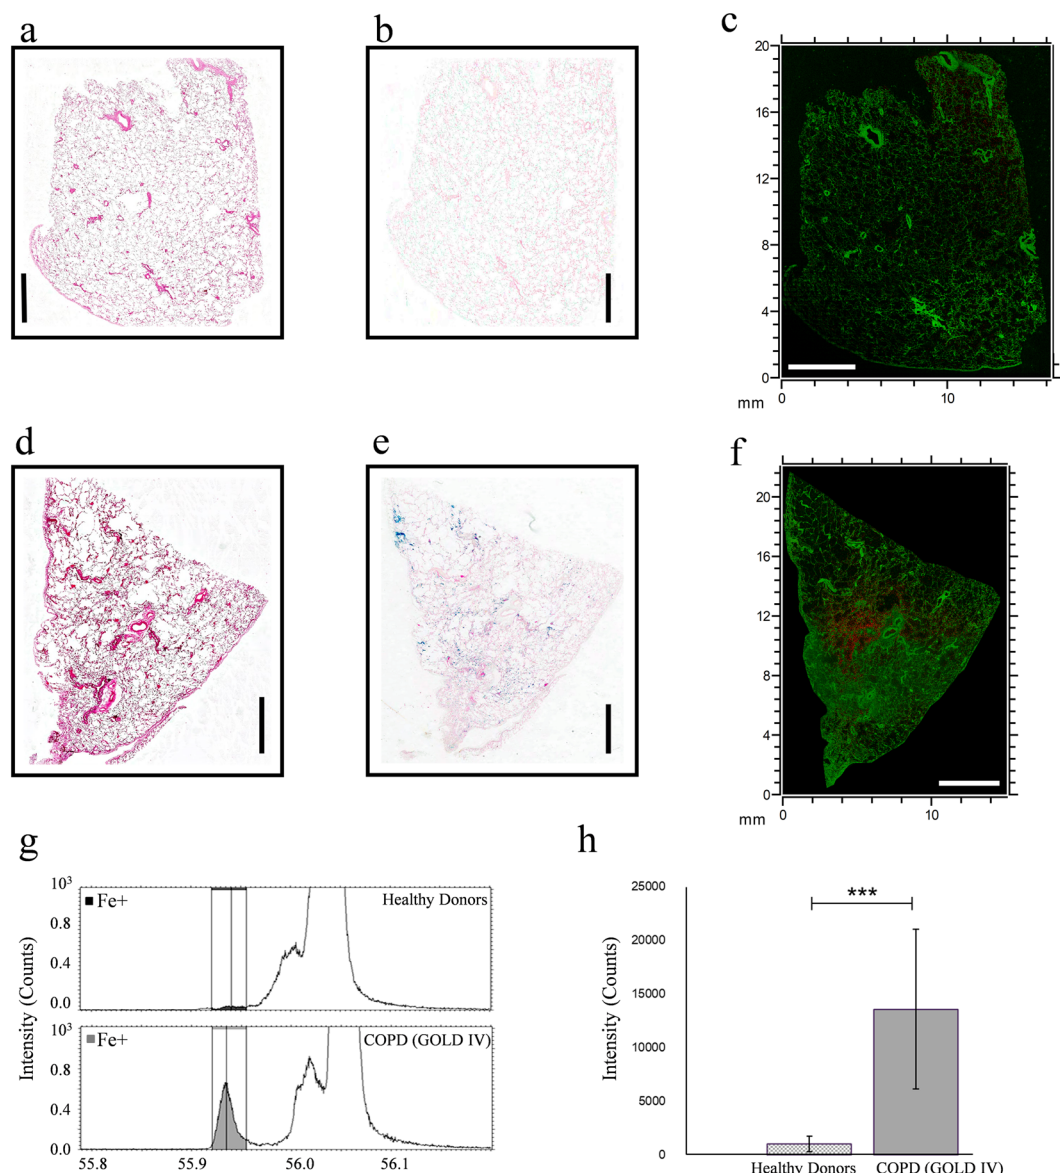 a
b
c
20
16
12
8
4
0
mm
0
10
d
e
f
20
16
12
8
4
0
mm
0
10
g
10³
0.8
0.4
0.0
Fe+
Healthy Donors
10³
0.8
0.4
0.0
Fe+
COPD (GOLD IV)
Intensity (Counts)
55.8
55.9
56.0
56.1
h
25000
20000
15000
10000
5000
0
Intensity (Counts)
***
Healthy Donors
COPD (GOLD IV)